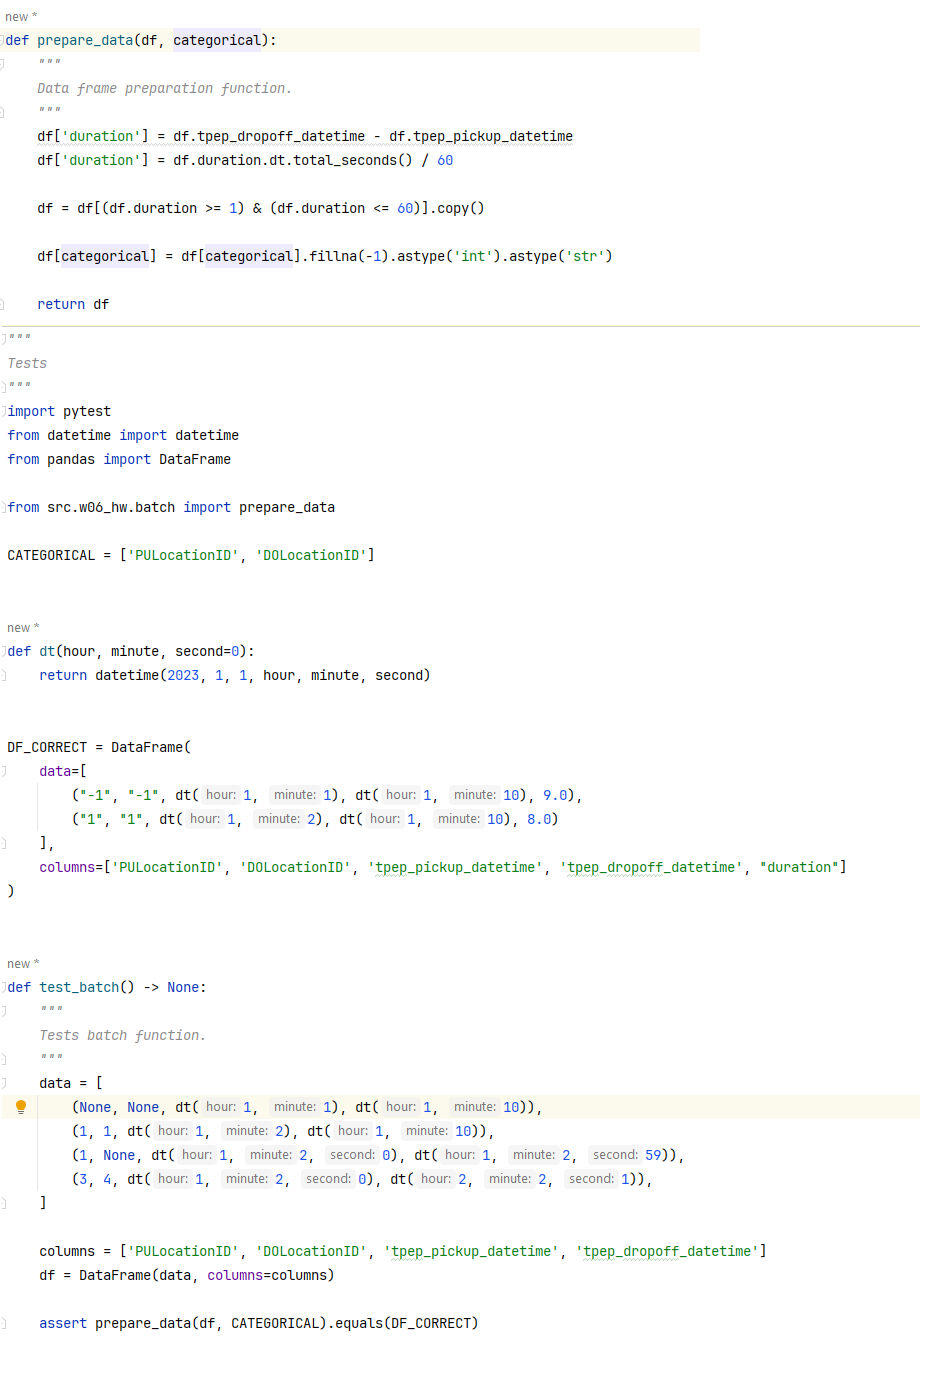 new *
def prepare_data(df, categorical):
    """
    Data frame preparation function.
    """
    df['duration'] = df.tpep_dropoff_datetime - df.tpep_pickup_datetime
    df['duration'] = df.duration.dt.total_seconds() / 60
    df = df[(df.duration >= 1) & (df.duration <= 60)].copy()
    df[categorical] = df[categorical].fillna(-1).astype('int').astype('str')
    return df
"""
Tests
"""
import pytest
from datetime import datetime
from pandas import DataFrame
from src.w06_hw.batch import prepare_data
CATEGORICAL = ['PULocationID', 'DOLocationID']
new *
def dt(hour, minute, second=0):
    return datetime(2023, 1, 1, hour, minute, second)
DF_CORRECT = DataFrame(
    data=[
        ("-1", "-1", dt( hour: 1, minute: 1), dt( hour: 1, minute: 10), 9.0),
        ("1", "1", dt( hour: 1, minute: 2), dt( hour: 1, minute: 10), 8.0)
    ],
    columns=['PULocationID', 'DOLocationID', 'tpep_pickup_datetime', 'tpep_dropoff_datetime', "duration"]
)
new *
def test_batch() -> None:
    """
    Tests batch function.
    """
    data = [
        (None, None, dt( hour: 1, minute: 1), dt( hour: 1, minute: 10)),
        (1, 1, dt( hour: 1, minute: 2), dt( hour: 1, minute: 10)),
        (1, None, dt( hour: 1, minute: 2, second: 0), dt( hour: 1, minute: 2, second: 59)),
        (3, 4, dt( hour: 1, minute: 2, second: 0), dt( hour: 2, minute: 2, second: 1)),
    ]
    columns = ['PULocationID', 'DOLocationID', 'tpep_pickup_datetime', 'tpep_dropoff_datetime']
    df = DataFrame(data, columns=columns)
    assert prepare_data(df, CATEGORICAL).equals(DF_CORRECT)